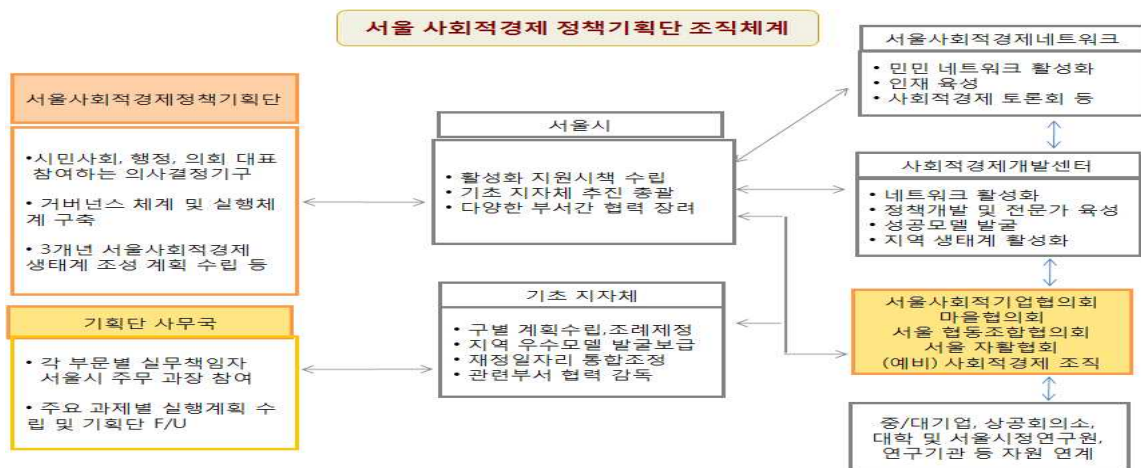 서울 사회적경제 정책기획단 조직체계
서울사회적경제정책기획단
•시민사회, 행정, 의회 대표
참여하는 의사결정기구
• 거버넌스 체계 및 실행체
계 구축
• 3개년 서울사회적경제
생태계 조성 계획 수립 등
기획단 사무국
• 각 부문별 실무책임자
서울시 주무 과장 참여
• 주요 과제별 실행계획 수
립 및 기획단 F/U
서울시
• 활성화 지원시책 수립
• 기초 지자체 추진 총괄
• 다양한 부서간 협력 장려
기초 지자체
• 구별 계획수립,조례제정
• 지역 우수모델 발굴보급
• 재정일자리 통합조정
• 관련부서 협력 감독
서울사회적경제네트워크
• 민민 네트워크 활성화
• 인재 육성
• 사회적경제 토론회 등
사회적경제개발센터
• 네트워크 활성화
• 정책개발 및 전문가 육성
• 성공모델 발굴
• 지역 생태계 활성화
서울사회적기업협의회
마을협의회
서울 협동조합협의회
서울 자활협회
(예비) 사회적경제 조직
중/대기업, 상공회의소,
대학 및 서울시정연구원,
연구기관 등 자원 연계